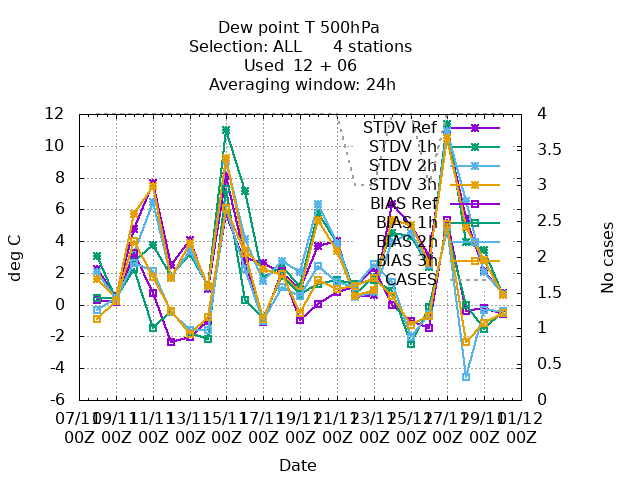 Dew point T 500hPa
Selection: ALL 4 stations
Used 12 + 06
Averaging window: 24h
STDV Ref
STDV 1h
STDV 2h
STDV 3h
BIAS Ref
BIAS 1h
BIAS 2h
BIAS 3h
CASES
deg C
12
10
8
6
4
2
0
-2
-4
-6
No cases
4
3.5
3
2.5
2
1.5
1
0.5
0
07/11 09/11 11/11 13/11 15/11 17/11 19/11 21/11 23/11 25/11 27/11 29/11 01/12
00Z 00Z 00Z 00Z 00Z 00Z 00Z 00Z 00Z 00Z 00Z 00Z 00Z
Date